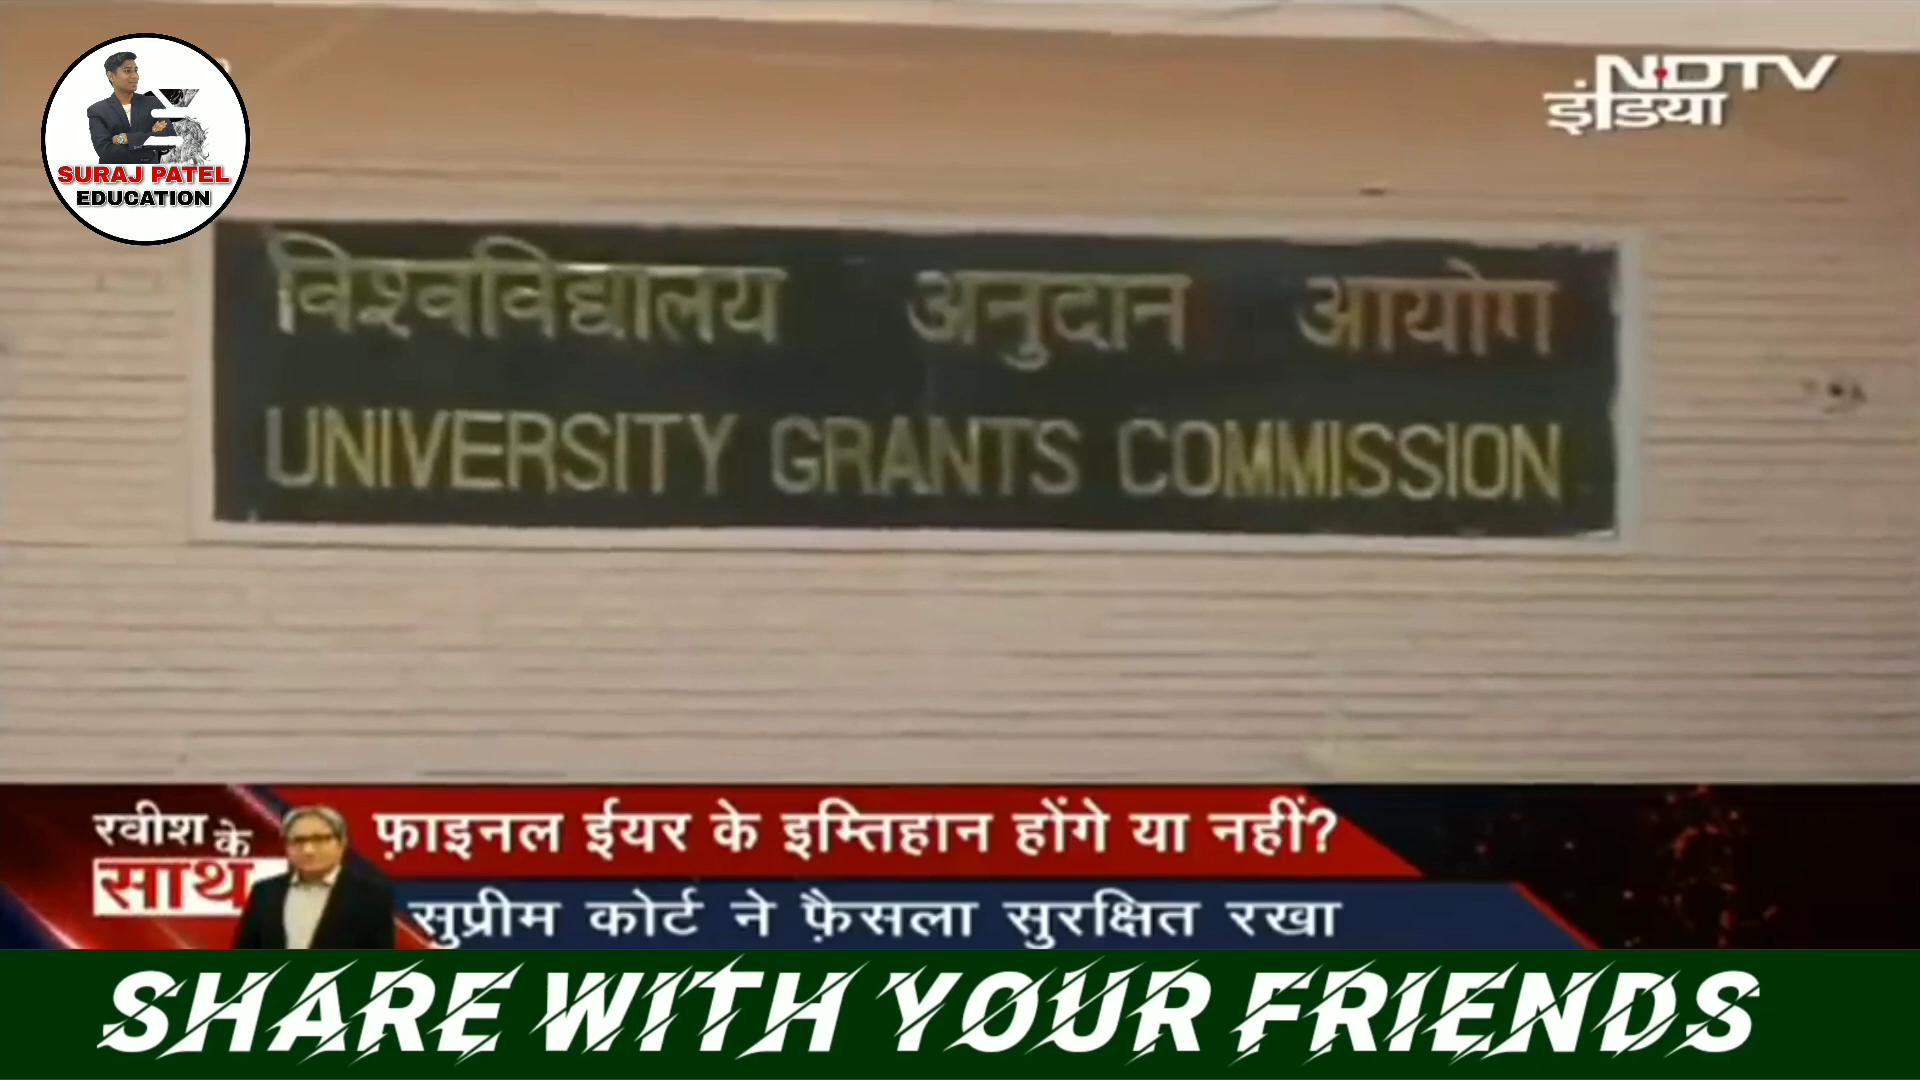 SURAJ PATEL
EDUCATION
NDTV
इंडिया
विश्वविद्यालय अनुदान आयोग
UNIVERSITY GRANTS COMMISSION
रवीश के
साथ
फ़ाइनल ईयर के इम्तिहान होंगे या नहीं?
सुप्रीम कोर्ट ने फ़ैसला सुरक्षित रखा
SHARE WITH YOUR FRIENDS